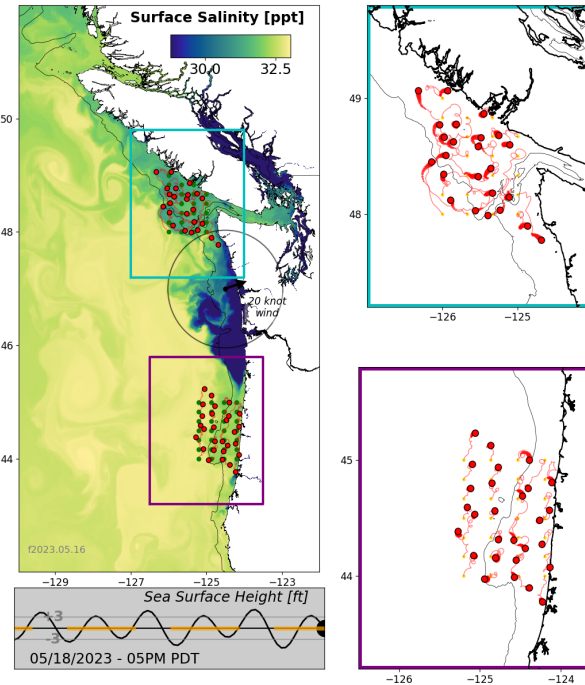 Surface Salinity [ppt]
30.0 32.5
50
48
46
44
20 knot
wind
f2023.05.16
−129 −127 −125 −123
Sea Surface Height [ft]
+3
-3
05/18/2023 - 05PM PDT
49
48
−126 −125
45
44
−126 −125 −124